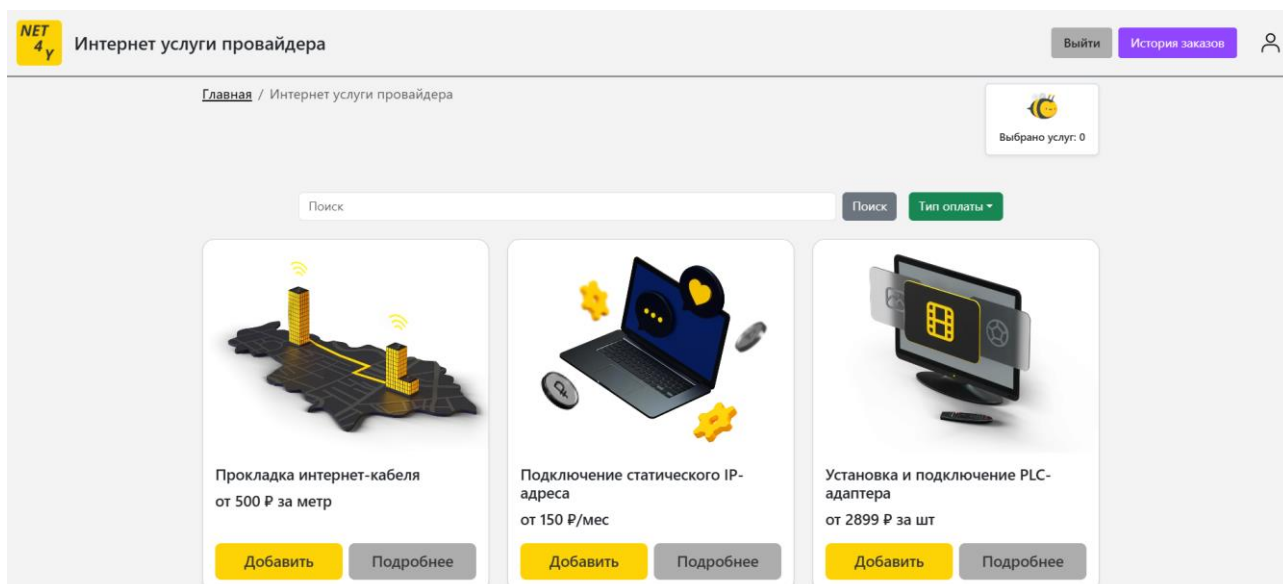 NET
4
Y
Интернет услуги провайдера
Выйти
История заказов
Главная / Интернет услуги провайдера
Выбрано услуг: 0
Поиск
Поиск
Тип оплаты
Прокладка интернет-кабеля
от 500 ₽ за метр
Добавить
Подробнее
Подключение статического IP-
адреса
от 150 ₽/мес
Добавить
Подробнее
Установка и подключение PLC-
адаптера
от 2899 ₽ за шт
Добавить
Подробнее